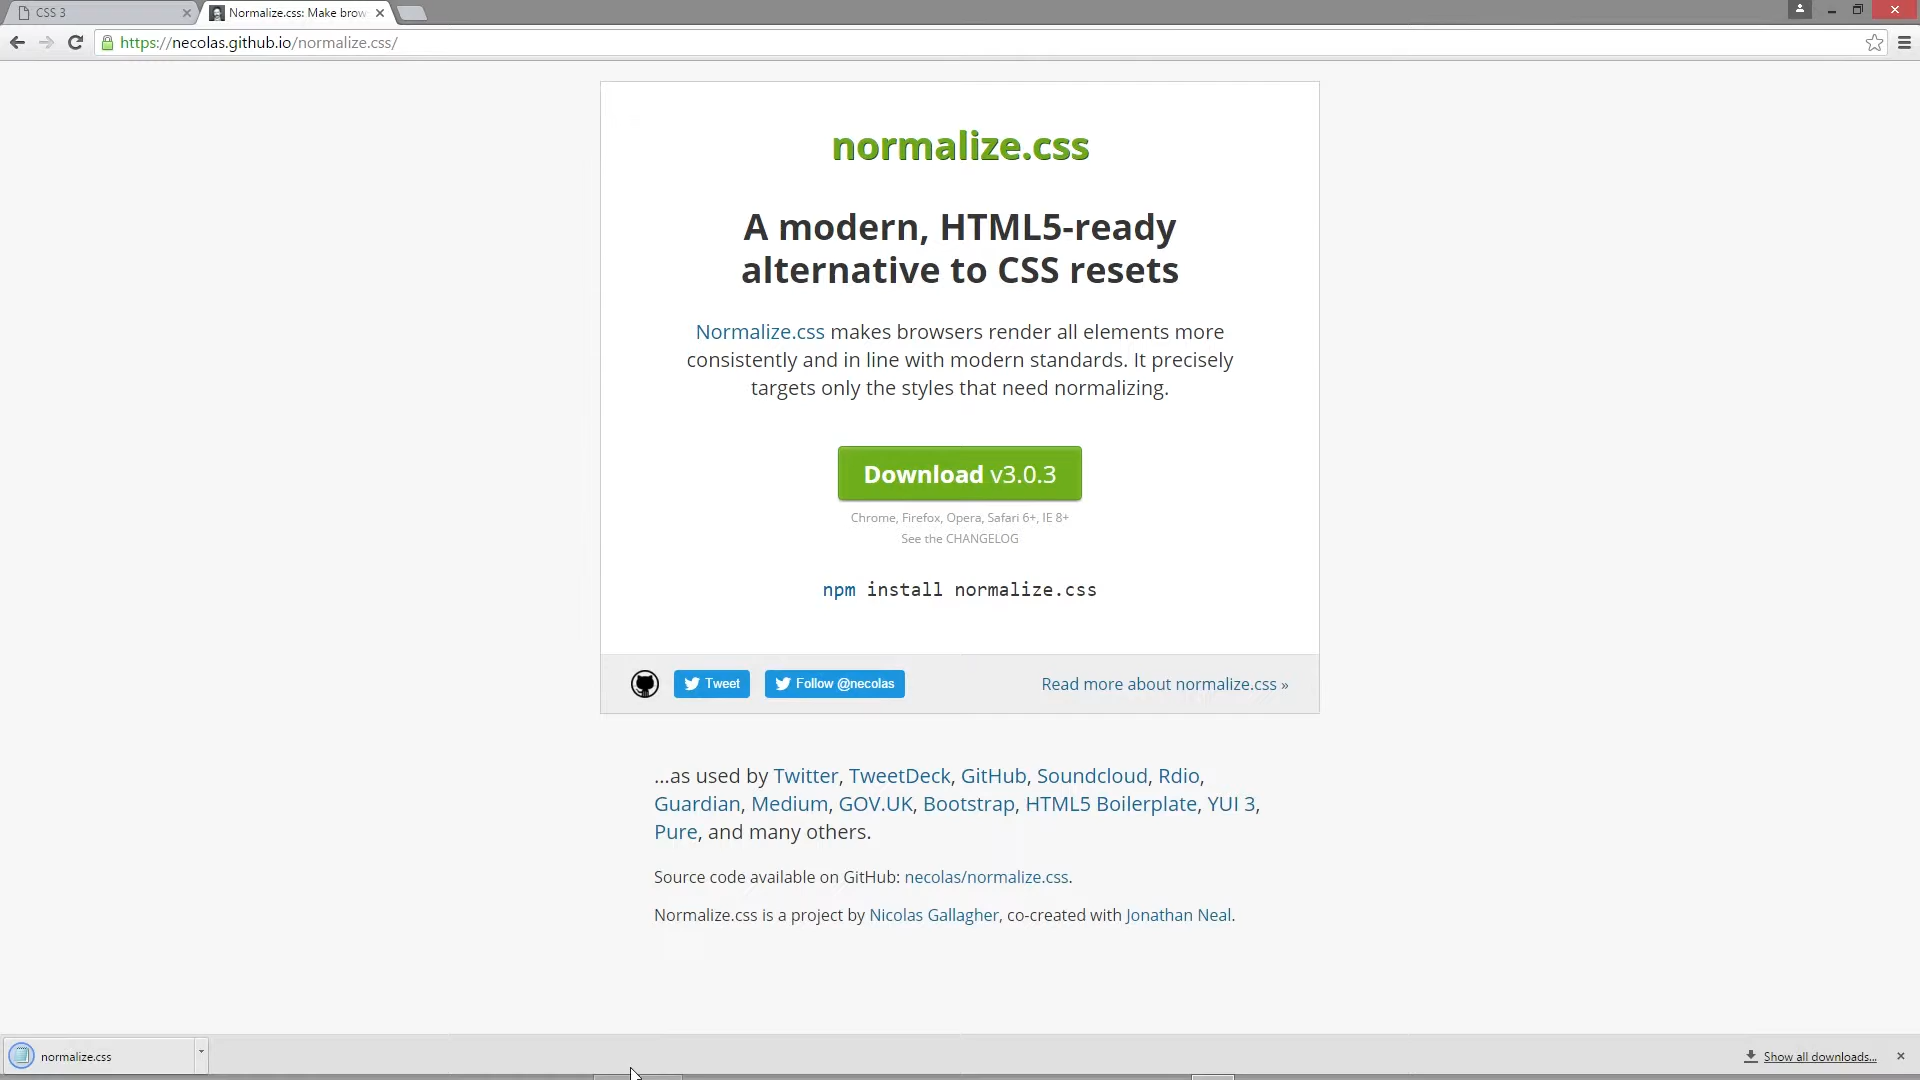 CSS 3
Normalize.css: Make brow
https://necolas.github.io/normalize.css/
normalize.css
A modern, HTML5-ready
alternative to CSS resets
Normalize.css makes browsers render all elements more
consistently and in line with modern standards. It precisely
targets only the styles that need normalizing.
Download v3.0.3
Chrome, Firefox, Opera, Safari 6+, IE 8+
See the CHANGELOG
npm install normalize.css
Tweet
Follow @necolas
Read more about normalize.css »
...as used by Twitter, TweetDeck, GitHub, Soundcloud, Rdio,
Guardian, Medium, GOV.UK, Bootstrap, HTML5 Boilerplate, YUI 3,
Pure, and many others.
Source code available on GitHub: necolas/normalize.css.
Normalize.css is a project by Nicolas Gallagher, co-created with Jonathan Neal.
normalize.css
Show all downloads...